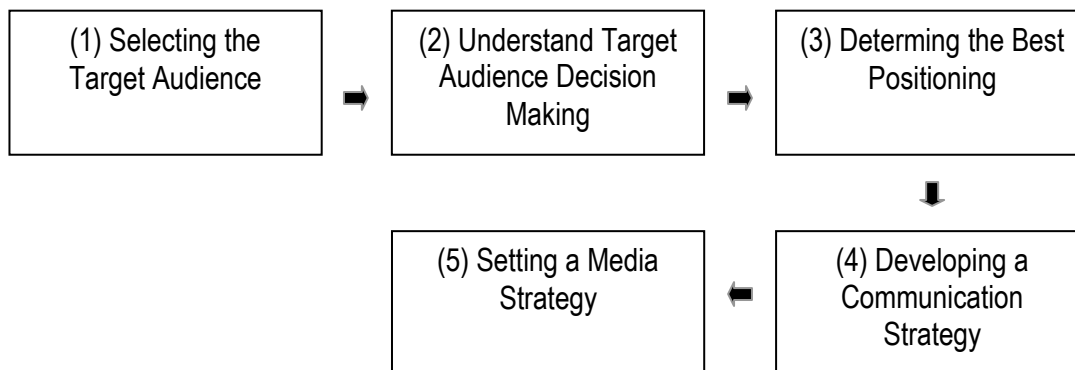 (1) Selecting the
Target Audience
(2) Understand Target
Audience Decision
Making
(3) Determing the Best
Positioning
(4) Developing a
Communication
Strategy
(5) Setting a Media
Strategy